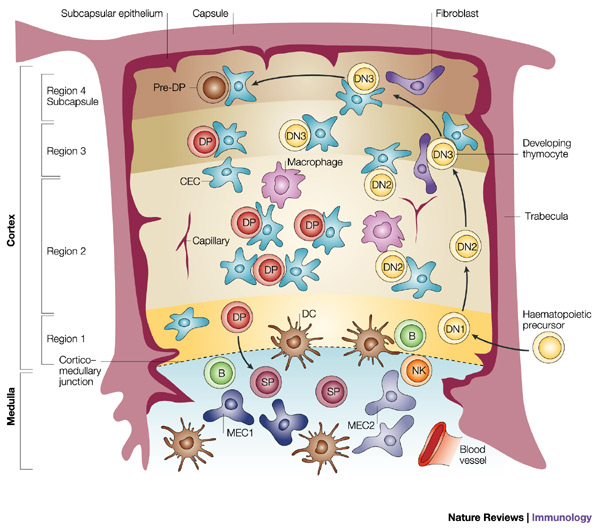 Subcapsular epithelium
Capsule
Fibroblast
Cortex
Region 4
Subcapsule
Pre-DP
DN3
Region 3
DP
DN3
DN3
Developing
thymocyte
CEC
Macrophage
DN2
Region 2
Trabecula
DP
DP
Capillary
DN2
DP
DN2
Region 1
DP
DC
B
DN1
Haematopoietic
precursor
Cortico–
medullary
junction
Medulla
B
SP
SP
NK
MEC1
MEC2
Blood
vessel
Nature Reviews | Immunology